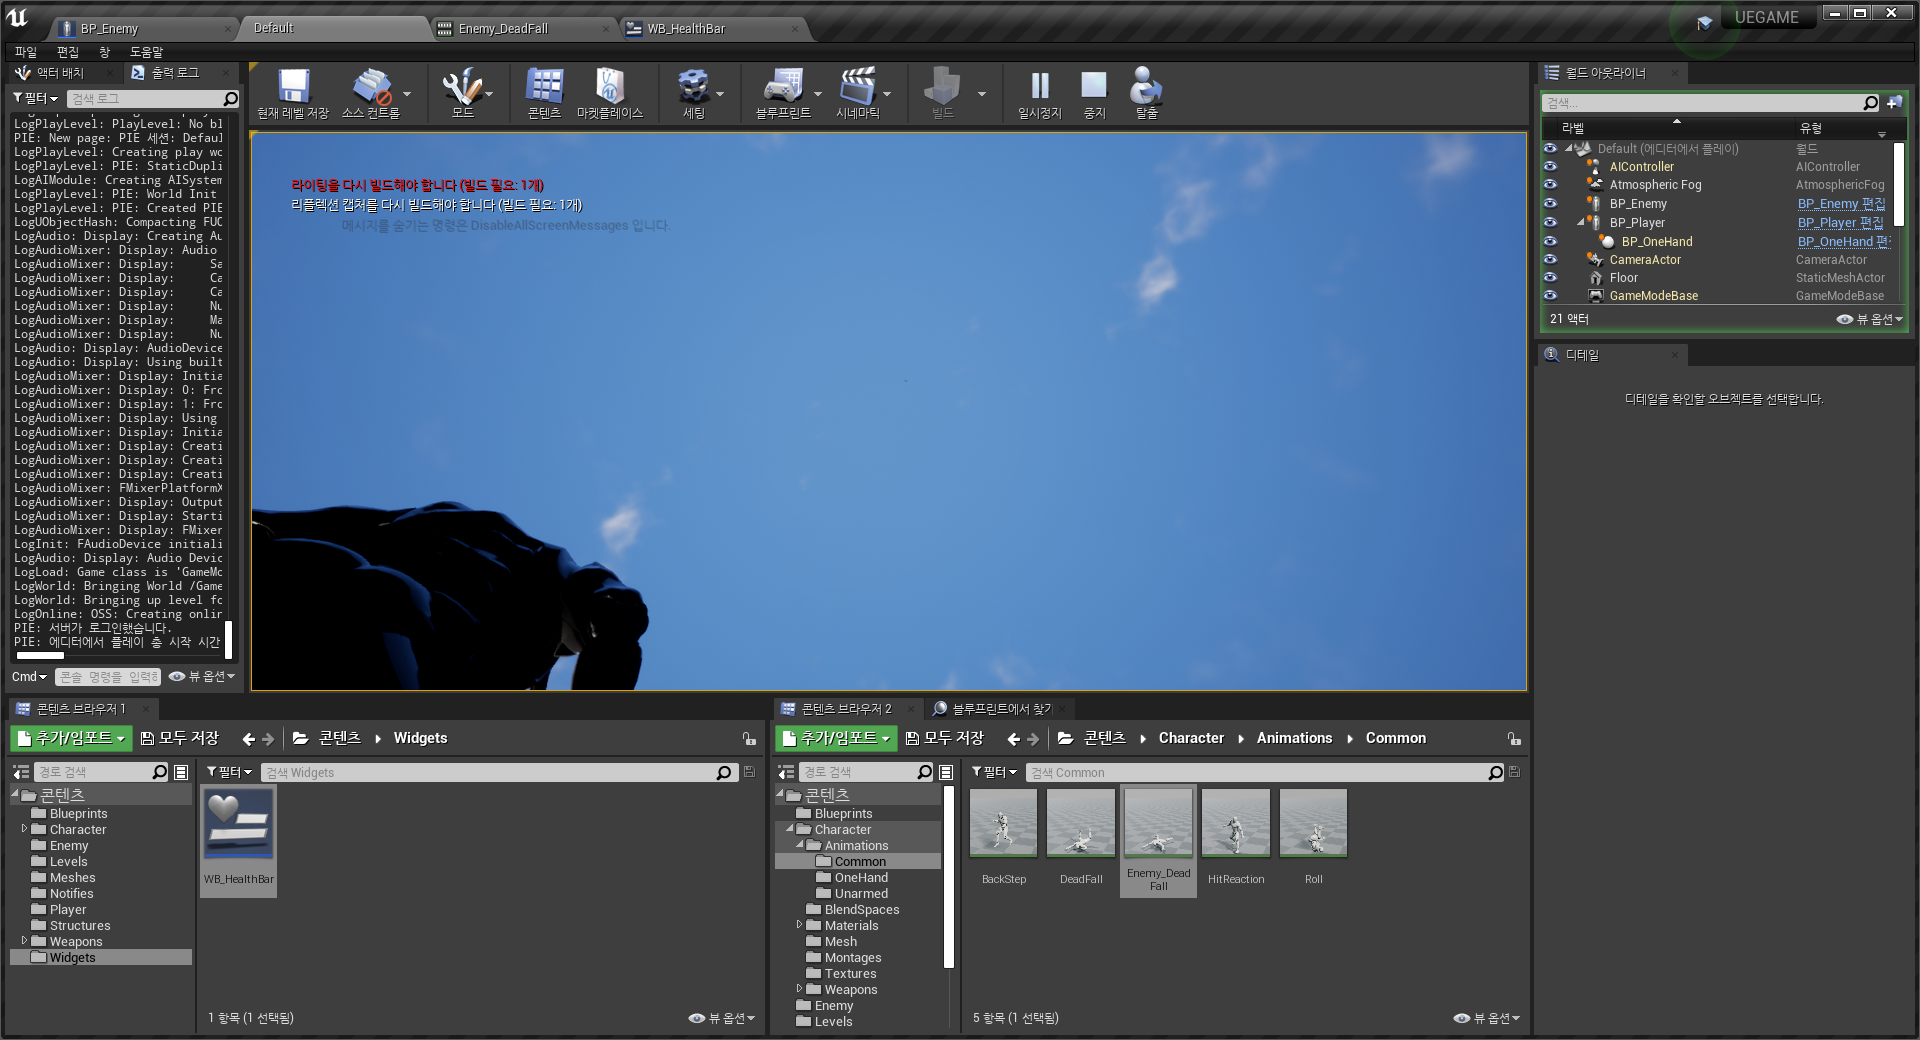 BP_Enemy
Default
Enemy_DeadFall
WB_HealthBar
UEGAME
파일 편집 창 도움말
액터 배치
출력 로그
필터
검색 로그
LogPlayLevel: PlayLevel: No bl
PIE: New page: PIE 세션: Defaul
LogPlayLevel: Creating play wo
LogPlayLevel: PIE: StaticDupli
LogAIModule: Creating AISystem
LogPlayLevel: PIE: World Init
LogPlayLevel: PIE: Created PIE
LogUObjectHash: Compacting FUO
LogAudio: Display: Creating Au
LogAudioMixer: Display: Audio
LogAudioMixer: Display: Sa
LogAudioMixer: Display: Ca
LogAudioMixer: Display: Ca
LogAudioMixer: Display: Nu
LogAudioMixer: Display: Ma
LogAudioMixer: Display: Nu
LogAudio: Display: AudioDevice
LogAudio: Display: Using built
LogAudioMixer: Display: Initia
LogAudioMixer: Display: 0: Fro
LogAudioMixer: Display: 1: Fro
LogAudioMixer: Display: Using
LogAudioMixer: Display: Initia
LogAudioMixer: Display: Creati
LogAudioMixer: Display: Creati
LogAudioMixer: Display: Creati
LogAudioMixer: FMixerPlatformX
LogAudioMixer: Display: Output
LogAudioMixer: Display: Starti
LogAudioMixer: Display: FMixer
LogInit: FAudioDevice initiali
LogAudio: Display: Audio Devic
LogLoad: Game class is 'GameMo
LogWorld: Bringing World /Game
LogWorld: Bringing up level fo
LogOnline: OSS: Creating onlin
PIE: 서버가 로그인했습니다.
PIE: 에디터에서 플레이 총 시작 시간
Cmd
콘솔 명령을 입력하
뷰 옵션
현재 레벨 저장
소스 컨트롤
모드
콘텐츠
마켓플레이스
세팅
블루프린트
시네마틱
빌드
일시정지
중지
탈출
라이팅을 다시 빌드해야 합니다 (빌드 필요: 1개)
리플렉션 캡처를 다시 빌드해야 합니다 (빌드 필요: 1개)
메시지를 숨기는 명령은 DisableAllScreenMessages 입니다.
월드 아웃라이너
검색...
라벨 유형
Default (에디터에서 플레이) 월드
AIController AIController
Atmospheric Fog AtmosphericFog
BP_Enemy BP_Enemy 편집
BP_Player BP_Player 편집
BP_OneHand BP_OneHand 편
CameraActor CameraActor
Floor StaticMeshActor
GameModeBase GameModeBase
21 액터
뷰 옵션
디테일
디테일을 확인할 오브젝트를 선택합니다.
콘텐츠 브라우저 1
추가/임포트
모두 저장
콘텐츠
Widgets
경로 검색
필터
검색 Widgets
콘텐츠
Blueprints
Character
Enemy
Levels
Meshes
Notifies
Player
Structures
Weapons
Widgets
WB_HealthBar
1 항목 (1 선택됨)
뷰 옵션
콘텐츠 브라우저 2
블루프린트에서 찾기
추가/임포트
모두 저장
콘텐츠
Character
Animations
Common
경로 검색
필터
검색 Common
콘텐츠
Blueprints
Character
Animations
Common
OneHand
Unarmed
BlendSpaces
Materials
Mesh
Montages
Textures
Weapons
Enemy
Levels
BackStep
DeadFall
Enemy_Dead
Fall
HitReaction
Roll
5 항목 (1 선택됨)
뷰 옵션